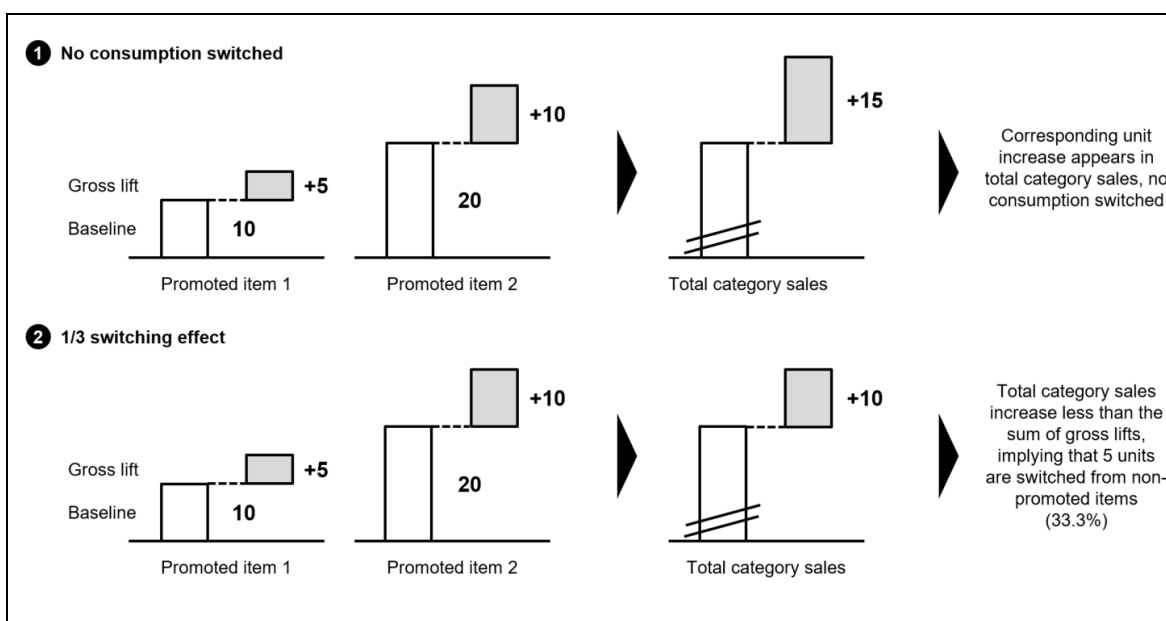 1 No consumption switched
+10
+15
Corresponding unit
increase appears in
total category sales, no
consumption switched
Gross lift
+5
20
Baseline
10
Promoted item 1
Promoted item 2
Total category sales
2 1/3 switching effect
+10
+10
Total category sales
increase less than the
sum of gross lifts,
implying that 5 units
are switched from non-
promoted items
(33.3%)
Gross lift
+5
20
Baseline
10
Promoted item 1
Promoted item 2
Total category sales